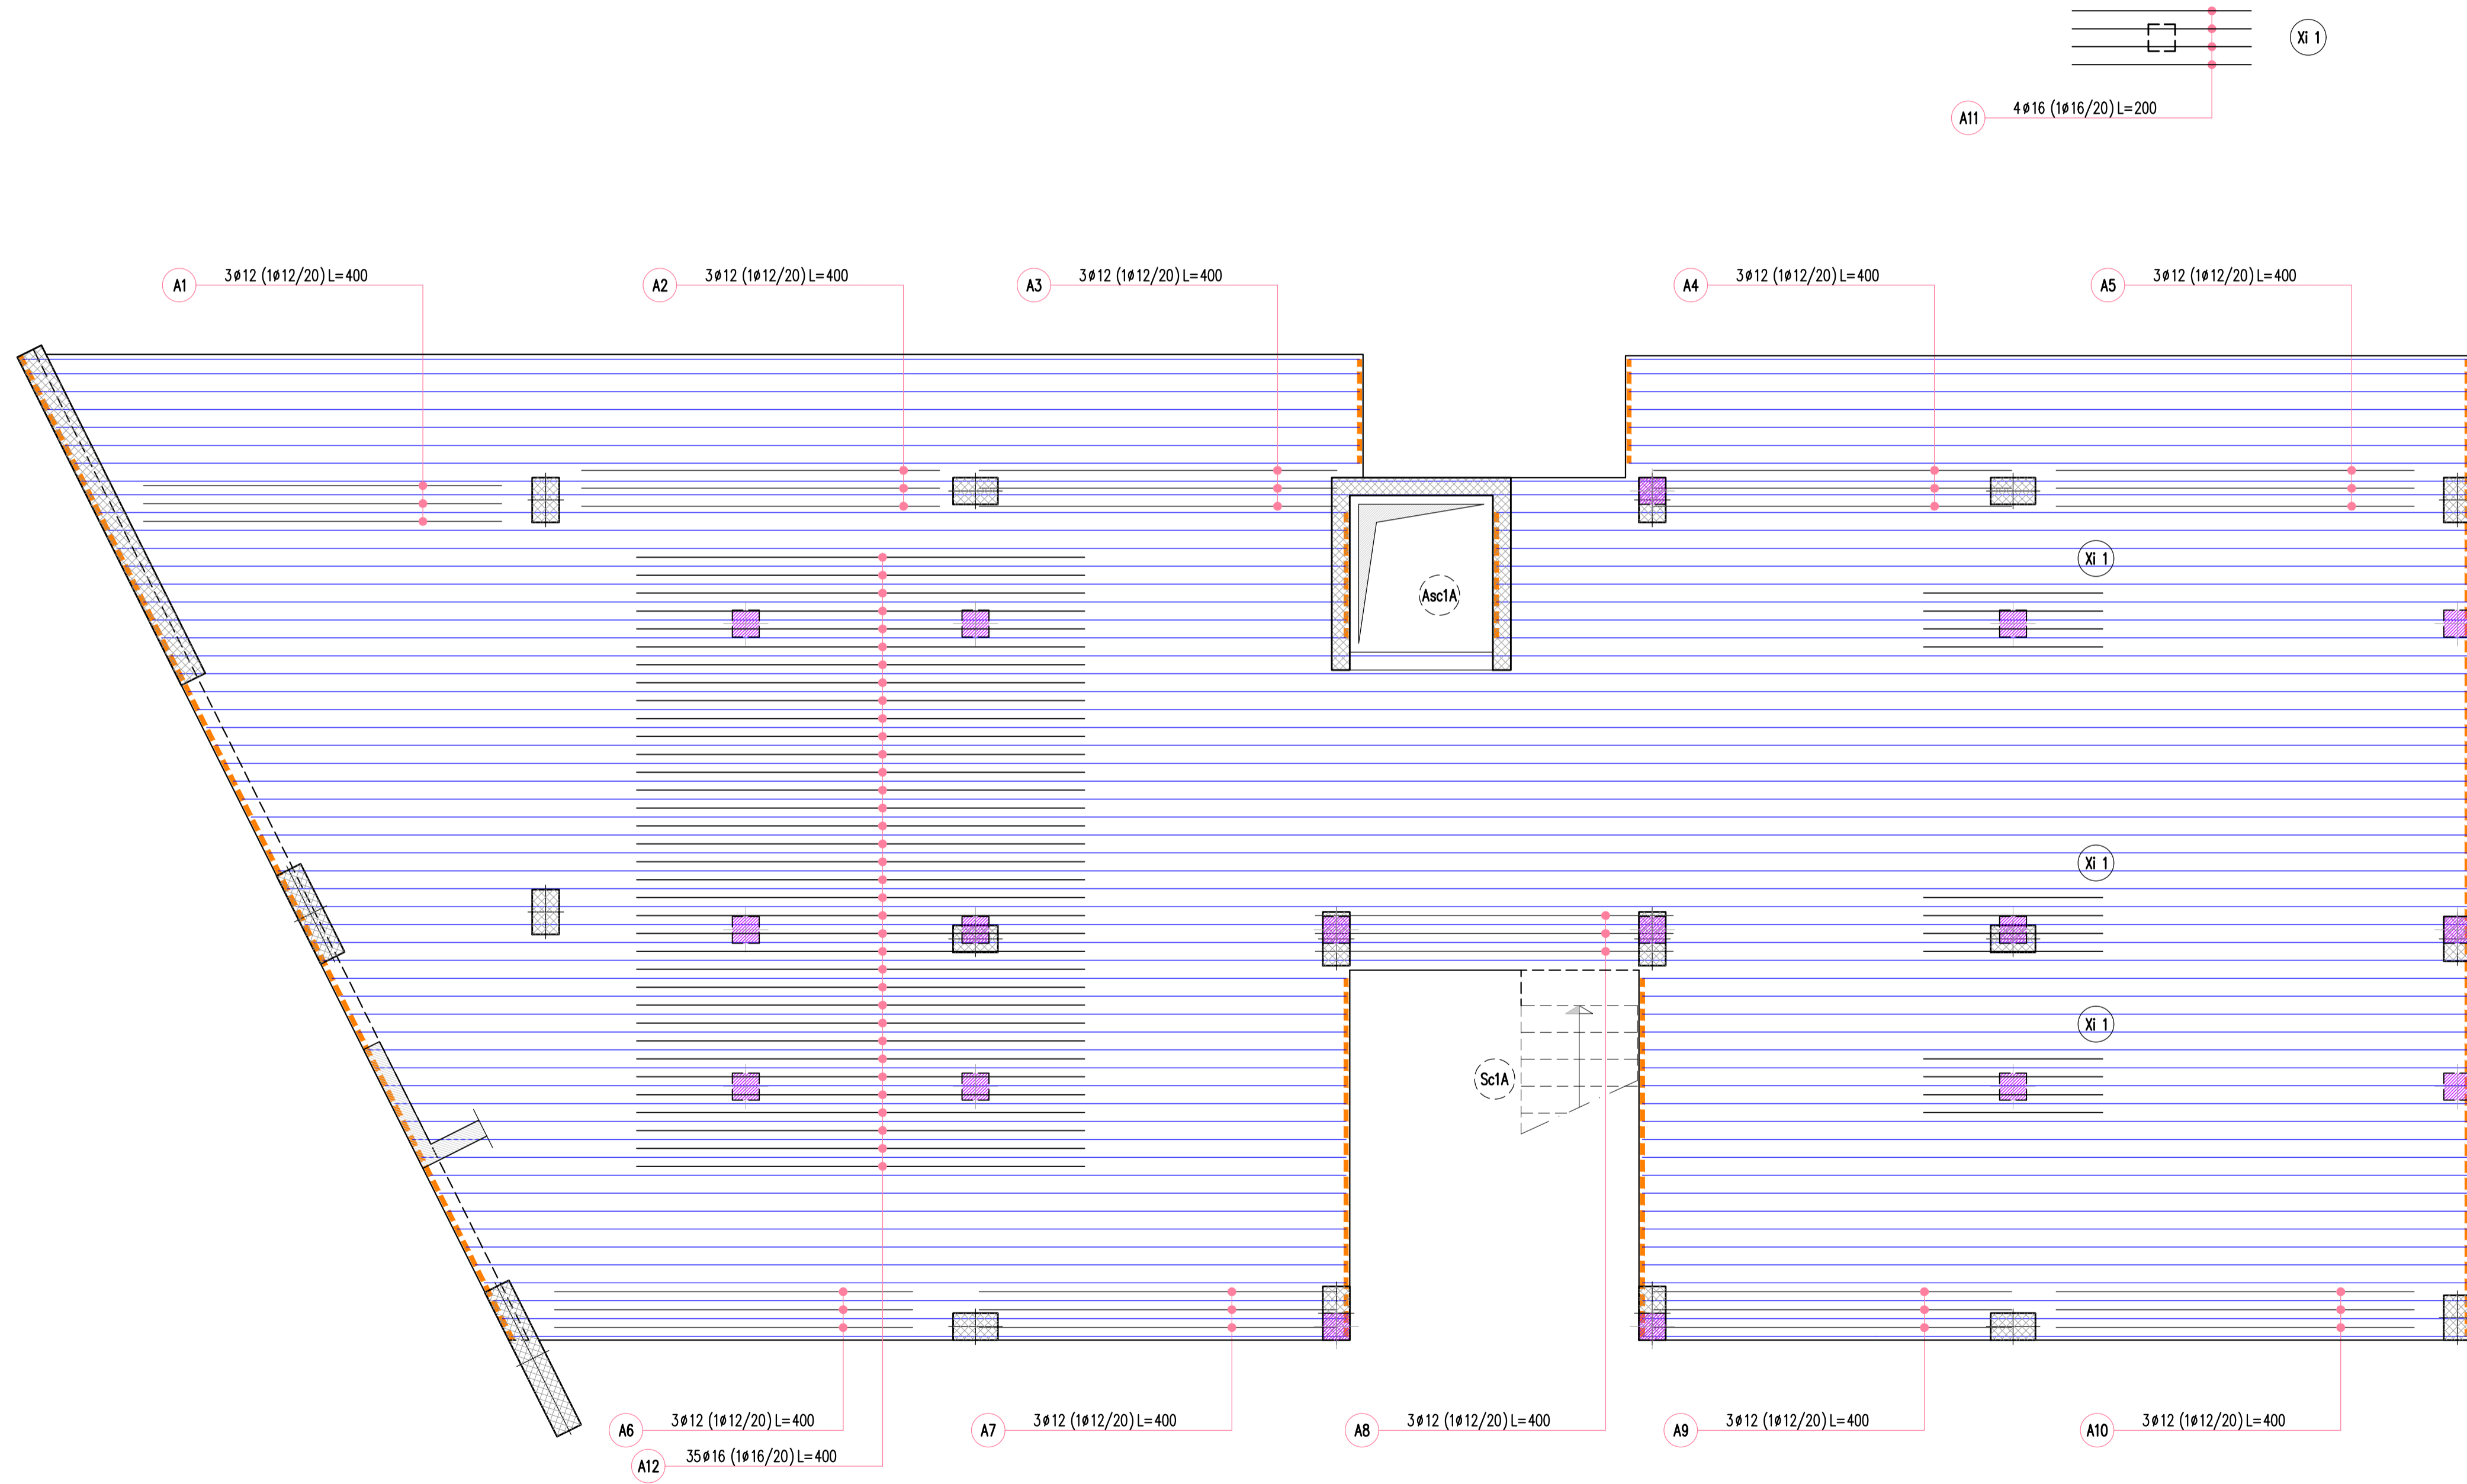 Xi 1
A11 4ø16 (1ø16/20) L=200
A1 3ø12 (1ø12/20) L=400
A2 3ø12 (1ø12/20) L=400
A3 3ø12 (1ø12/20) L=400
A4 3ø12 (1ø12/20) L=400
A5 3ø12 (1ø12/20) L=400
Xi 1
Asc1A
Xi 1
Xi 1
Sc1A
A6 3ø12 (1ø12/20) L=400
A7 3ø12 (1ø12/20) L=400
A8 3ø12 (1ø12/20) L=400
A9 3ø12 (1ø12/20) L=400
A10 3ø12 (1ø12/20) L=400
A12 35ø16 (1ø16/20) L=400